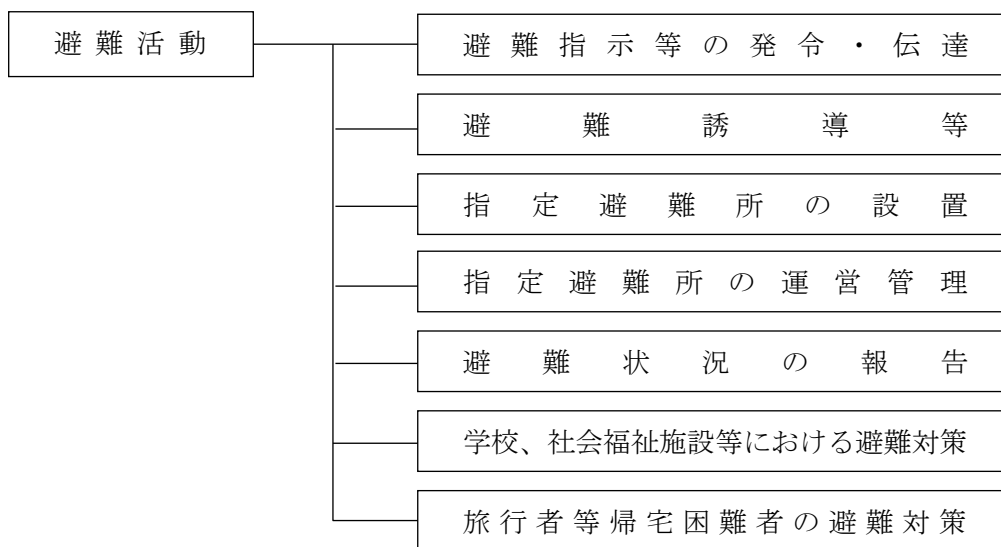 避難活動
避難指示等の発令・伝達
避難誘導等
指定避難所の設置
指定避難所の運営管理
避難状況の報告
学校、社会福祉施設等における避難対策
旅行者等帰宅困難者の避難対策